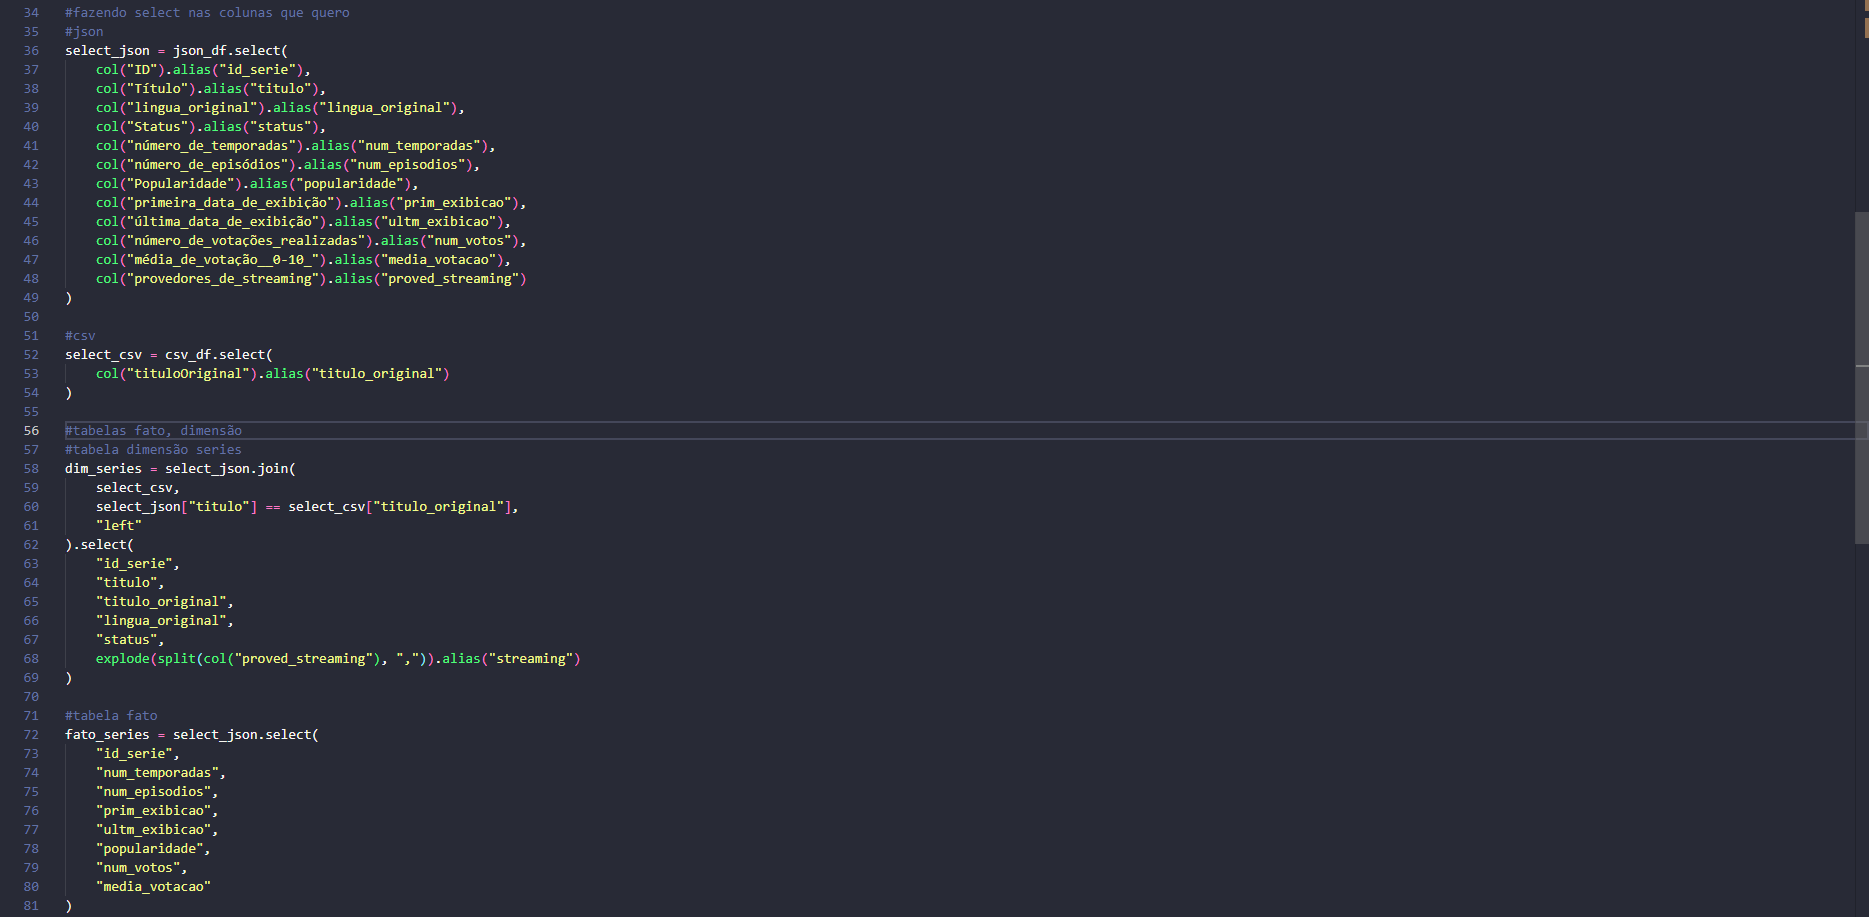 34 #fazendo select nas colunas que quero
35 #json
36 select_json = json_df.select(
37     col("ID").alias("id_serie"),
38     col("Título").alias("titulo"),
39     col("lingua_original").alias("lingua_original"),
40     col("Status").alias("status"),
41     col("número_de_temporadas").alias("num_temporadas"),
42     col("número_de_episódios").alias("num_episodios"),
43     col("Popularidade").alias("popularidade"),
44     col("primeira_data_de_exibição").alias("prim_exibicao"),
45     col("última_data_de_exibição").alias("ultm_exibicao"),
46     col("número_de_votações_realizadas").alias("num_votos"),
47     col("média_de_votação__0-10_").alias("media_votacao"),
48     col("provedores_de_streaming").alias("proved_streaming")
49 )
50
51 #csv
52 select_csv = csv_df.select(
53     col("tituloOriginal").alias("titulo_original")
54 )
55
56 #tabelas fato, dimensão
57 #tabela dimensão series
58 dim_series = select_json.join(
59     select_csv,
60     select_json["titulo"] == select_csv["titulo_original"],
61     "left"
62 ).select(
63     "id_serie",
64     "titulo",
65     "titulo_original",
66     "lingua_original",
67     "status",
68     explode(split(col("proved_streaming"), ",")).alias("streaming")
69 )
70
71 #tabela fato
72 fato_series = select_json.select(
73     "id_serie",
74     "num_temporadas",
75     "num_episodios",
76     "prim_exibicao",
77     "ultm_exibicao",
78     "popularidade",
79     "num_votos",
80     "media_votacao"
81 )